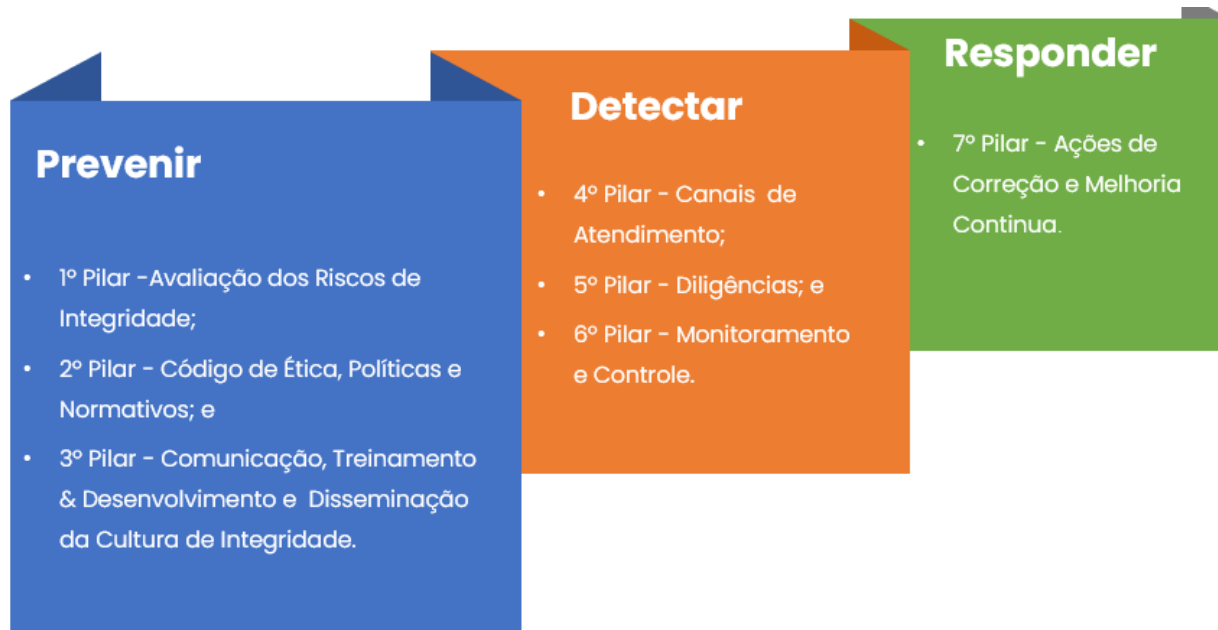 Prevenir
• 1º Pilar -Avaliação dos Riscos de
Integridade;
• 2º Pilar - Código de Ética, Políticas e
Normativos; e
• 3º Pilar - Comunicação, Treinamento
& Desenvolvimento e Disseminação
da Cultura de Integridade.
Detectar
• 4º Pilar - Canais de
Atendimento;
• 5º Pilar - Diligências; e
• 6º Pilar - Monitoramento
e Controle.
Responder
• 7º Pilar - Ações de
Correção e Melhoria
Continua.